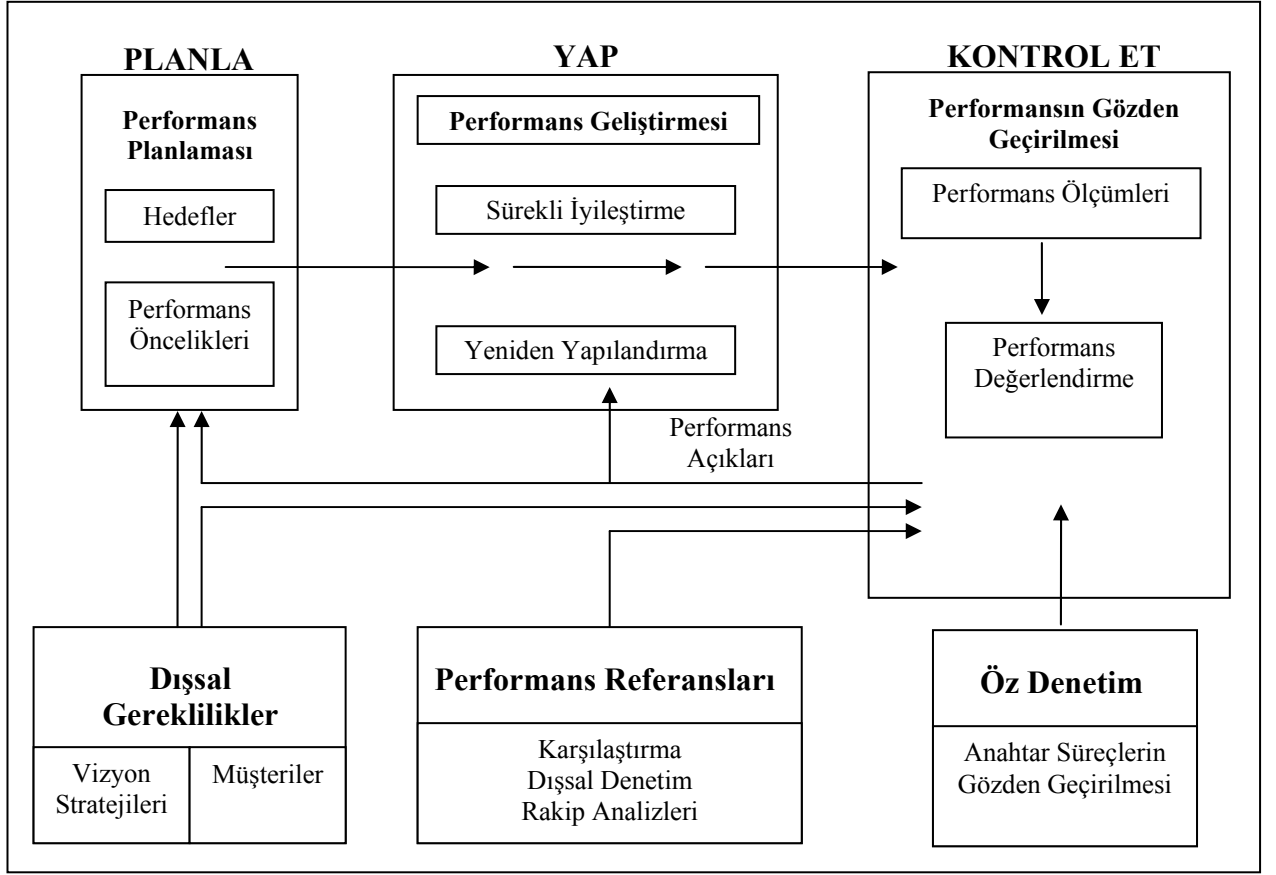 PLANLA
Performans
Planlaması
Hedefler
Performans
Öncelikleri
YAP
Performans Geliştirmesi
Sürekli İyileştirme
Yeniden Yapılandırma
KONTROL ET
Performansın Gözden
Geçirilmesi
Performans Ölçümleri
Performans
Değerlendirme
Performans
Açıkları
Dışsal
Gereklilikler
Vizyon
Stratejileri
Müşteriler
Performans Referansları
Karşılaştırma
Dışsal Denetim
Rakip Analizleri
Öz Denetim
Anahtar Süreçlerin
Gözden Geçirilmesi